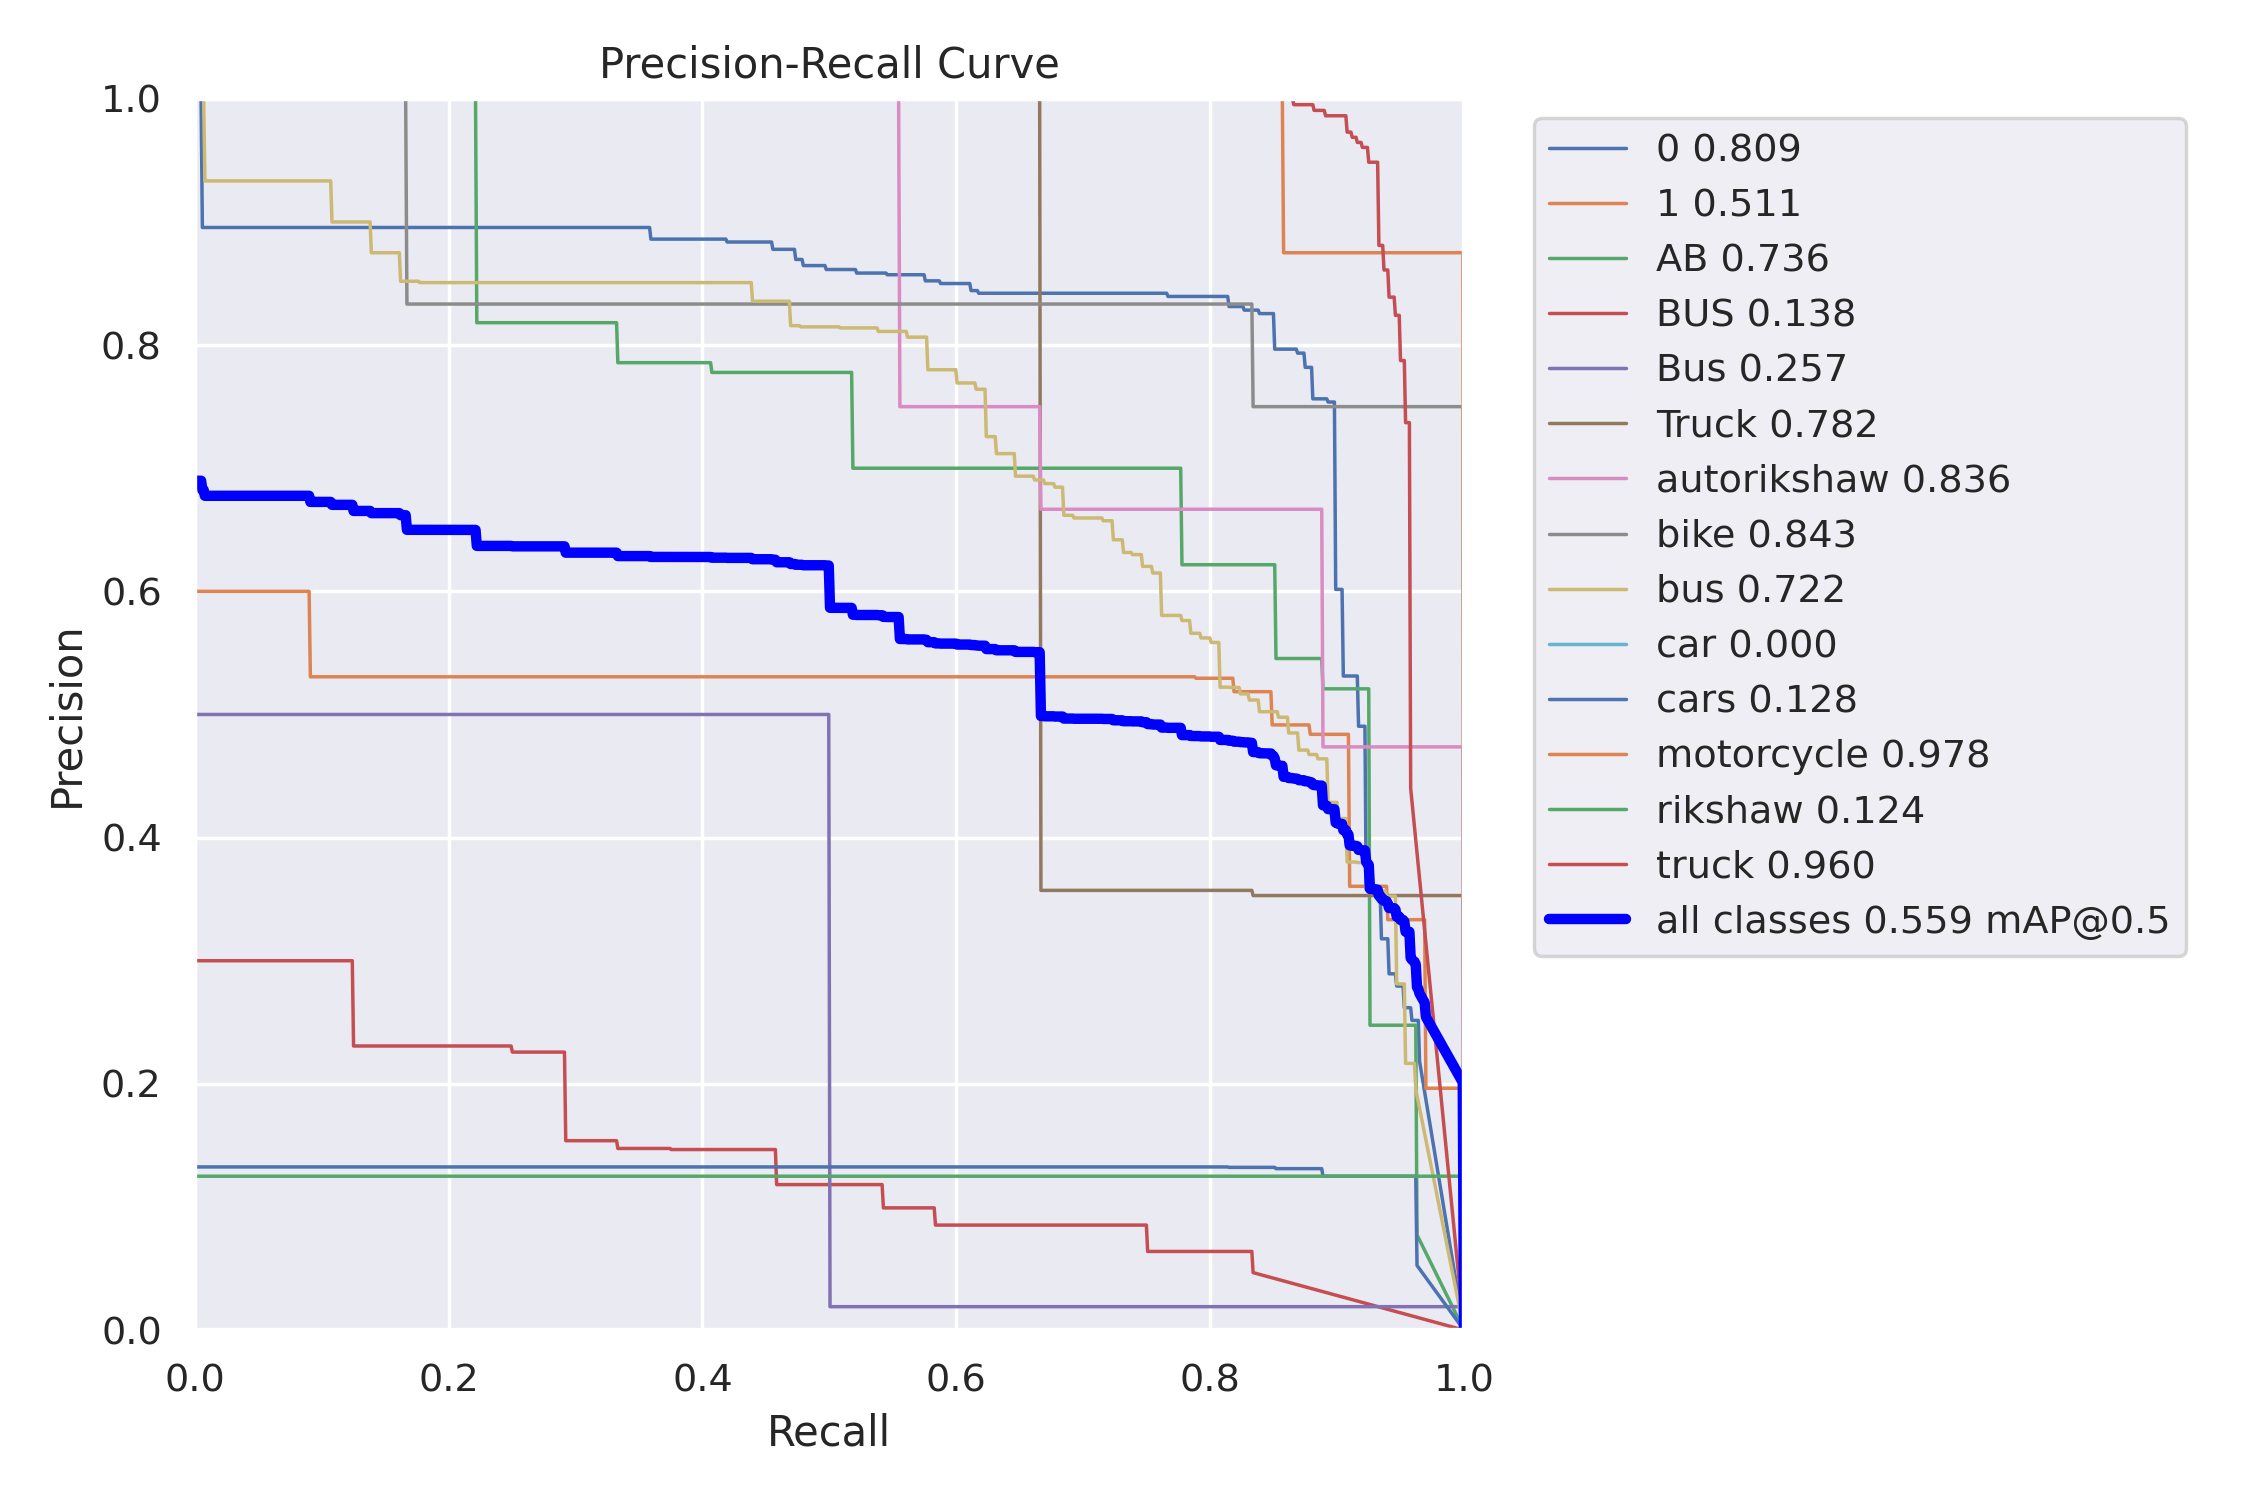 Precision-Recall Curve
1.0
0.8
0.6
0.4
0.2
0.0
Precision
0.0 0.2 0.4 0.6 0.8 1.0
Recall
0 0.809
1 0.511
AB 0.736
BUS 0.138
Bus 0.257
Truck 0.782
autorikshaw 0.836
bike 0.843
bus 0.722
car 0.000
cars 0.128
motorcycle 0.978
rikshaw 0.124
truck 0.960
all classes 0.559 mAP@0.5